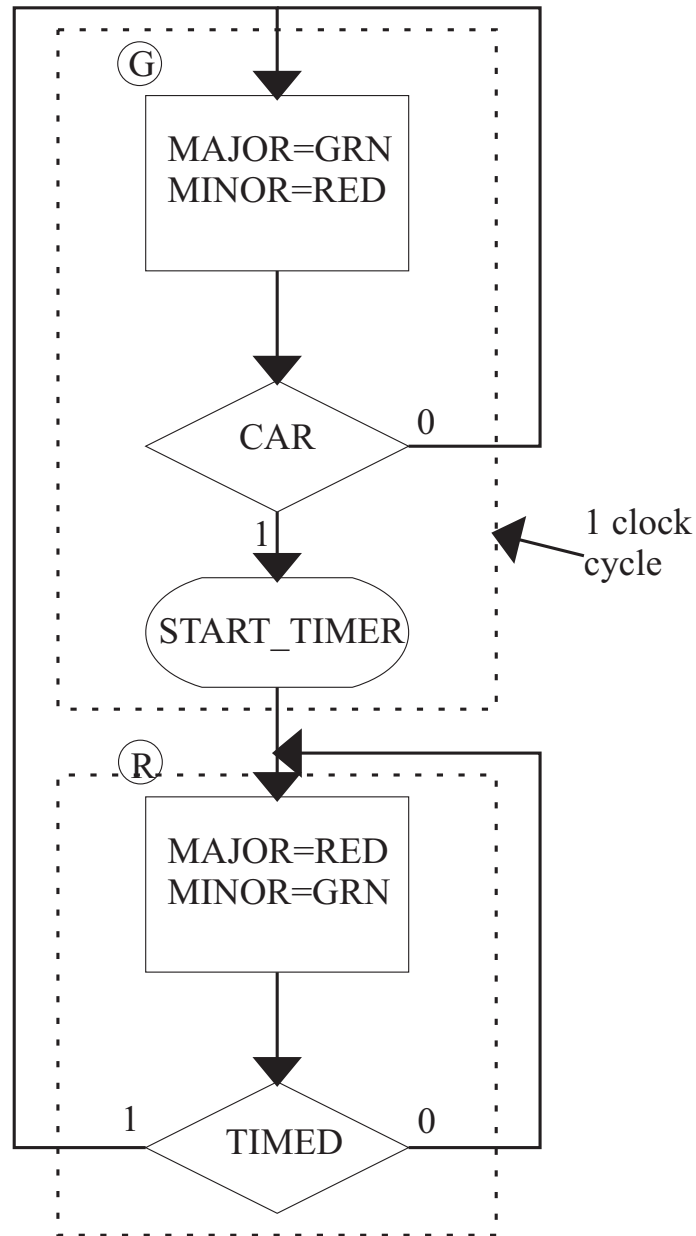 G
MAJOR=GRN
MINOR=RED
CAR
0
1
1 clock
cycle
START_TIMER
R
MAJOR=RED
MINOR=GRN
1
TIMED
0